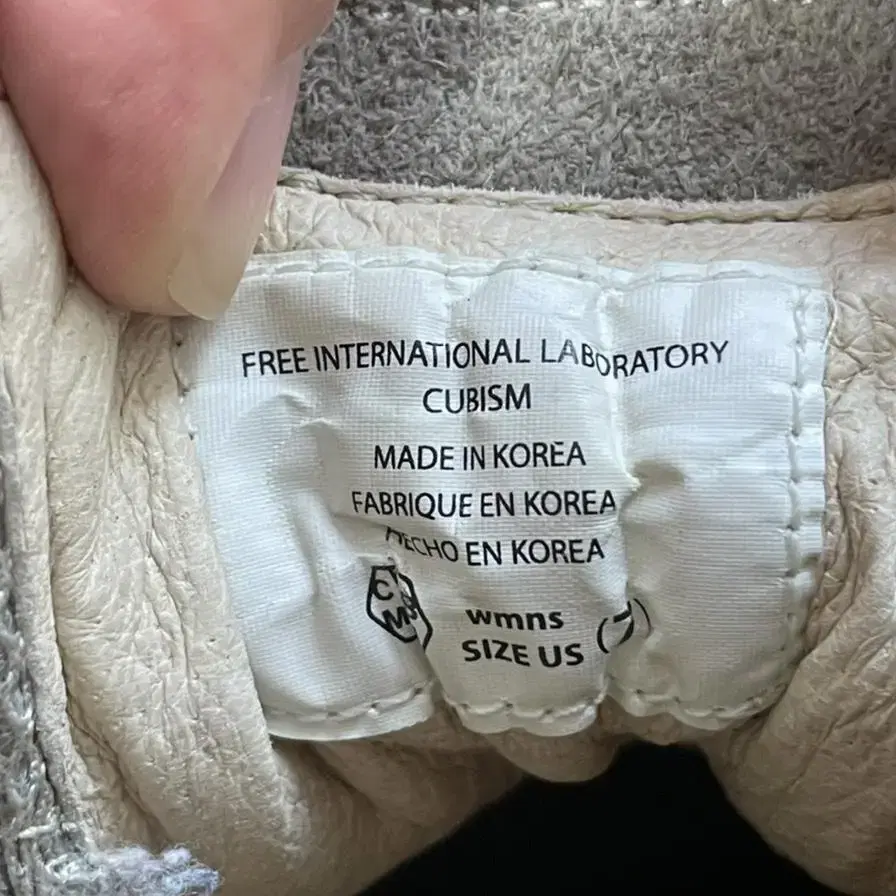 FREE INTERNATIONAL LABORATORY
CUBISM
MADE IN KOREA
FABRIQUE EN KOREA
HECHO EN KOREA
wmns
SIZE US (7)